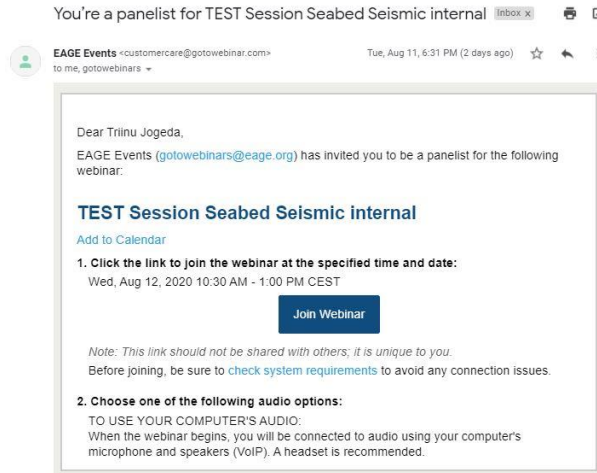 You're a panelist for TEST Session Seabed Seismic internal Inbox x
EAGE Events <customercare@gotowebinar.com> Tue, Aug 11, 6:31 PM (2 days ago)
to me, gotowebinars
Dear Triinu Jogeda,
EAGE Events (gotowebinars@eage.org) has invited you to be a panelist for the following
webinar:
TEST Session Seabed Seismic internal
Add to Calendar
1. Click the link to join the webinar at the specified time and date:
Wed, Aug 12, 2020 10:30 AM - 1:00 PM CEST
Join Webinar
Note: This link should not be shared with others; it is unique to you.
Before joining, be sure to check system requirements to avoid any connection issues.
2. Choose one of the following audio options:
TO USE YOUR COMPUTER'S AUDIO:
When the webinar begins, you will be connected to audio using your computer's
microphone and speakers (VoIP). A headset is recommended.